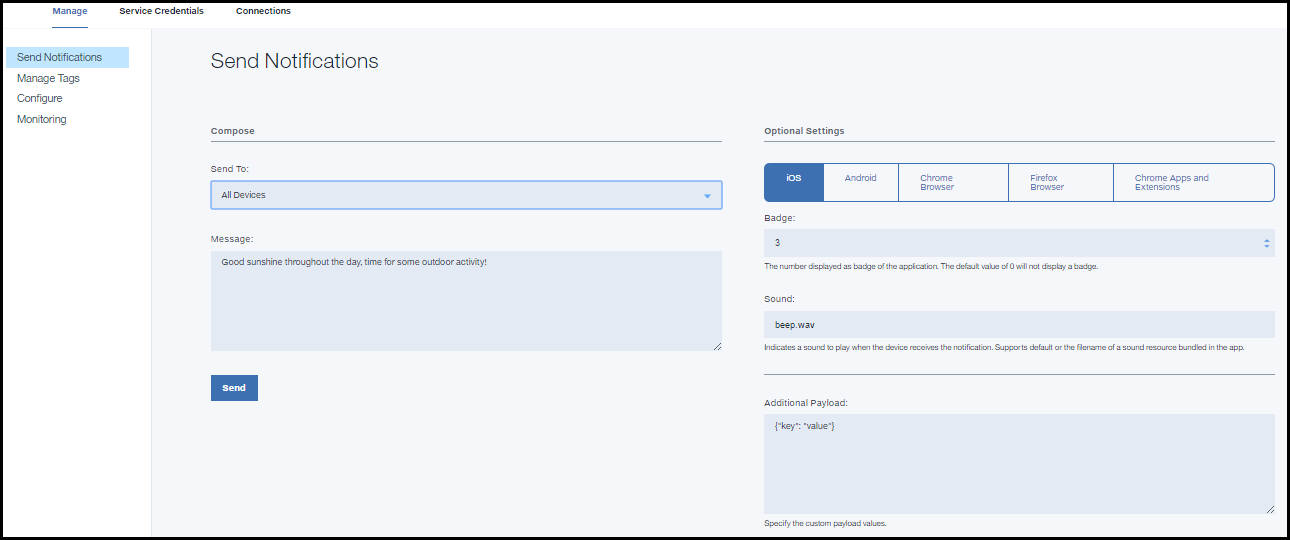 Manage Service Credentials Connections
Send Notifications
Manage Tags
Configure
Monitoring
Send Notifications
Compose
Send To:
All Devices
Message:
Good sunshine throughout the day, time for some outdoor activity!
Send
Optional Settings
iOS
Android
Chrome
Browser
Firefox
Browser
Chrome Apps and
Extensions
Badge:
3
The number displayed as badge of the application. The default value of 0 will not display a badge.
Sound:
beep.wav
Indicates a sound to play when the device receives the notification. Supports default or the filename of a sound resource bundled in the app.
Additional Payload:
{"key": "value"}
Specify the custom payload values.